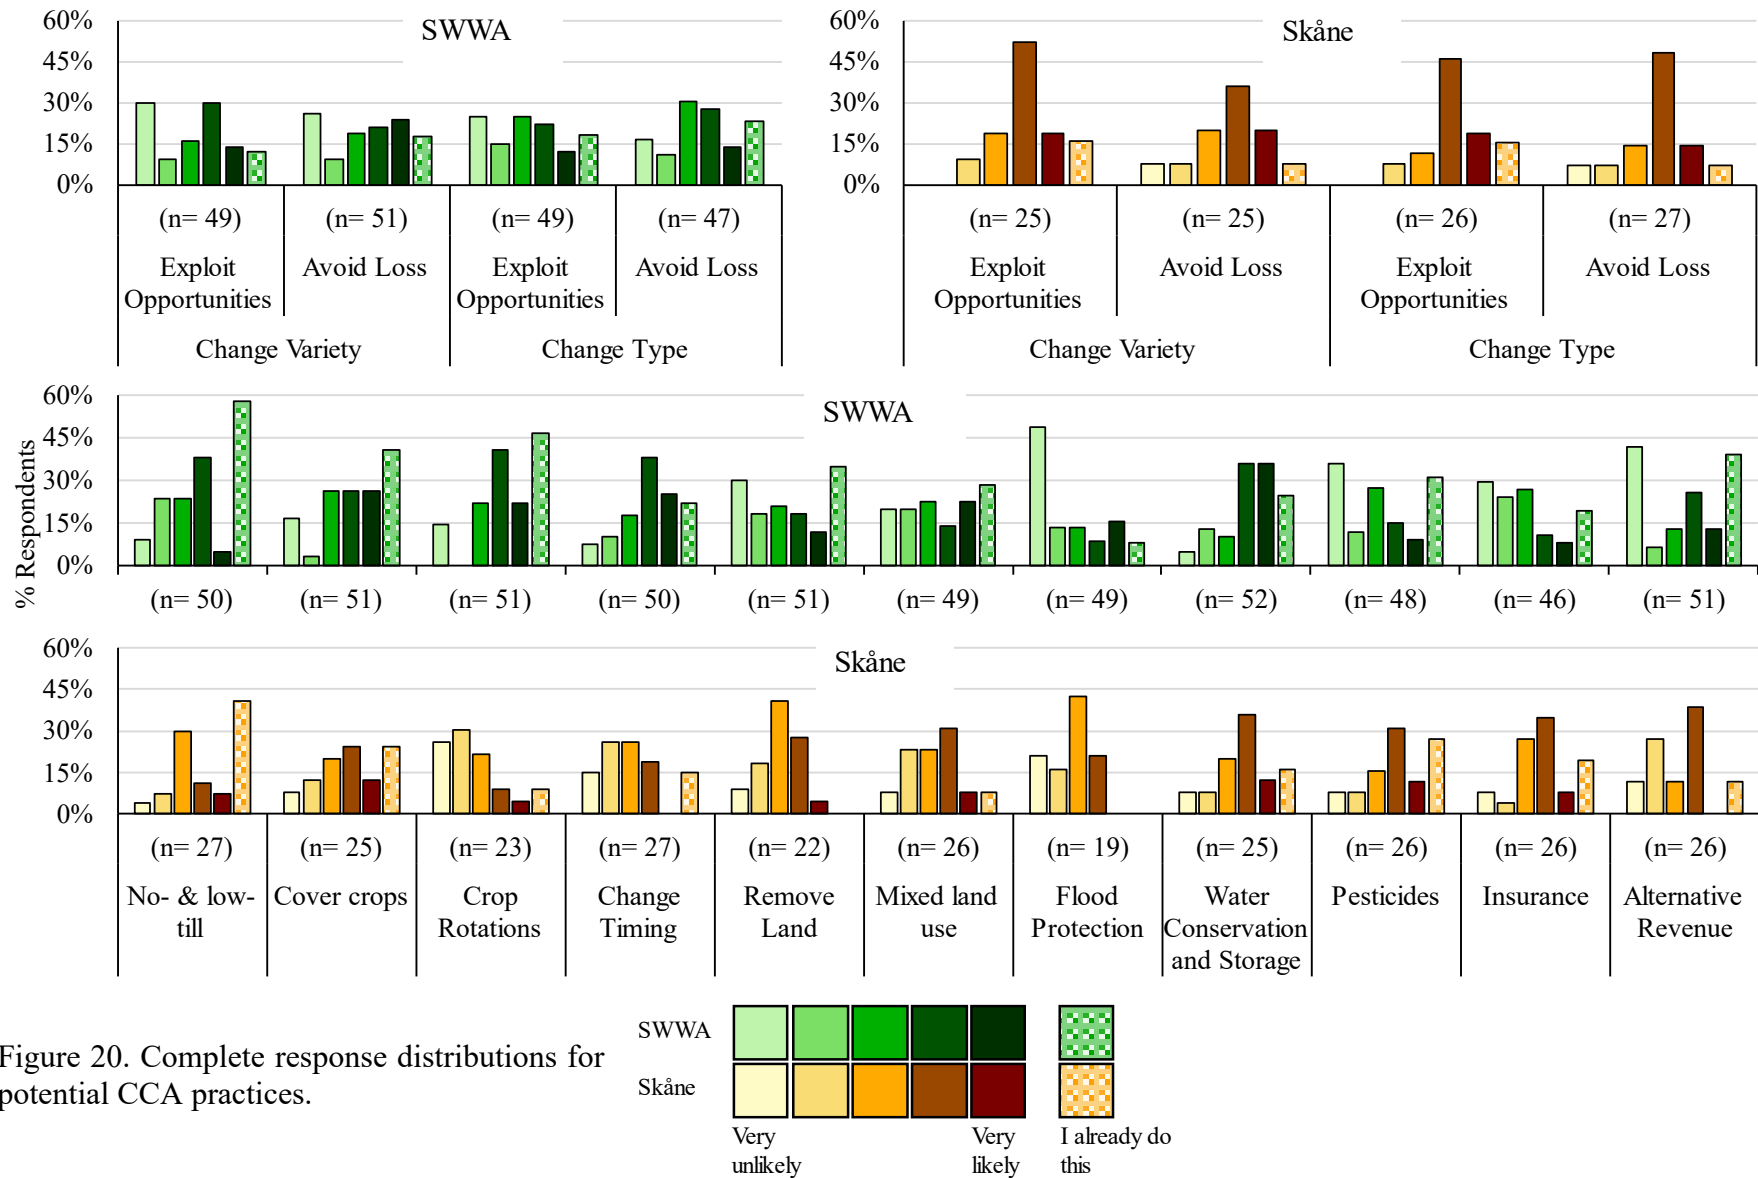 60%
45%
30%
15%
0%
SWWA
(n= 49) (n= 51) (n= 49) (n= 47)
Exploit Opportunities Avoid Loss Exploit Opportunities Avoid Loss
Change Variety Change Type
60%
45%
30%
15%
0%
Skåne
(n= 25) (n= 25) (n= 26) (n= 27)
Exploit Opportunities Avoid Loss Exploit Opportunities Avoid Loss
Change Variety Change Type
% Respondents
60%
45%
30%
15%
0%
SWWA
(n= 50) (n= 51) (n= 51) (n= 50) (n= 51) (n= 49) (n= 49) (n= 52) (n= 48) (n= 46) (n= 51)
60%
45%
30%
15%
0%
Skåne
(n= 27) (n= 25) (n= 23) (n= 27) (n= 22) (n= 26) (n= 19) (n= 25) (n= 26) (n= 26) (n= 26)
No- & low-
till
Cover crops
Crop
Rotations
Change
Timing
Remove
Land
Mixed land
use
Flood
Protection
Water
Conservation
and Storage
Pesticides
Insurance
Alternative
Revenue
Figure 20. Complete response distributions for
potential CCA practices.
SWWA
Skåne
Very
unlikely
Very
likely
I already do
this